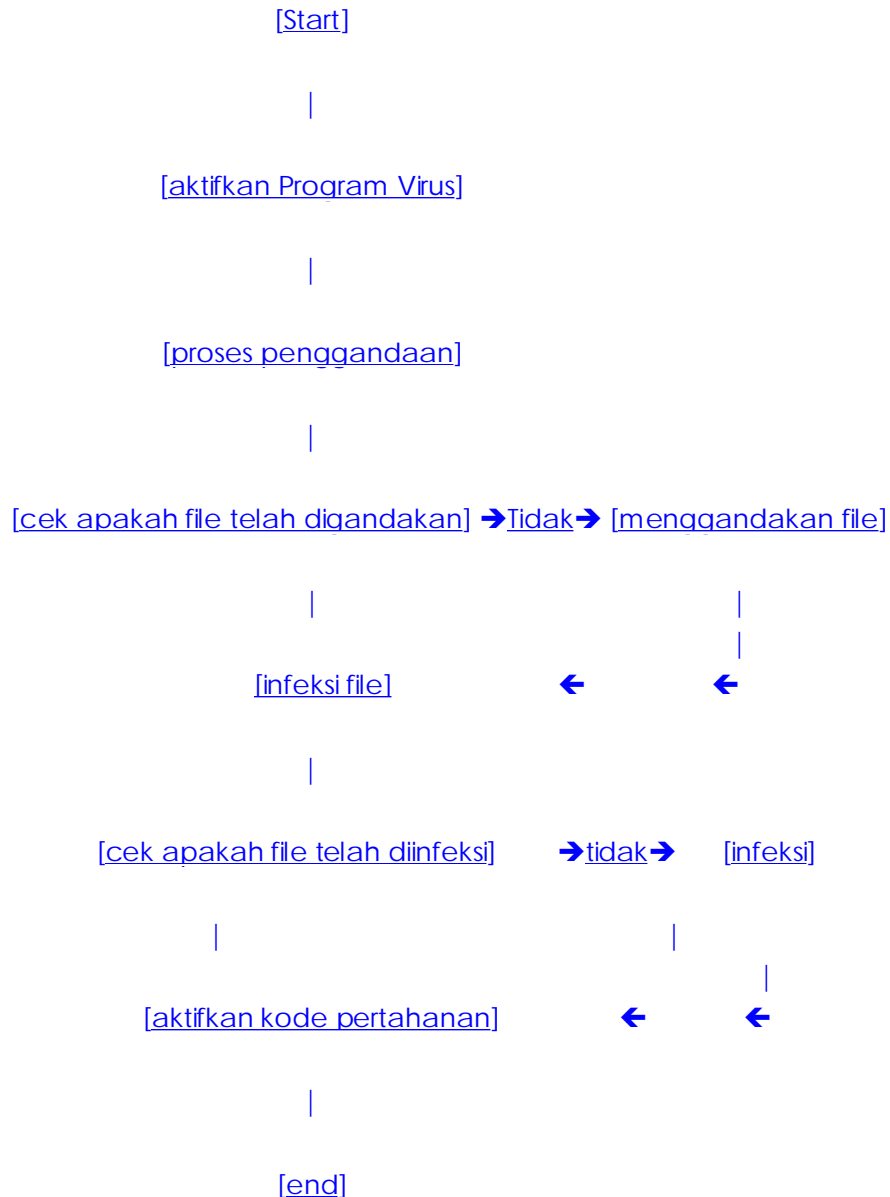 [Start]
|
[aktifkan Program Virus]
|
[proses penggandaan]
|
[cek apakah file telah digandakan] ➔Tidak➔ [menggandakan file]
| |
|
[infeksi file] 🡸 🡸
|
[cek apakah file telah diinfeksi] ➔tidak➔ [infeksi]
| |
|
[aktifkan kode pertahanan] 🡸 🡸
|
[end]